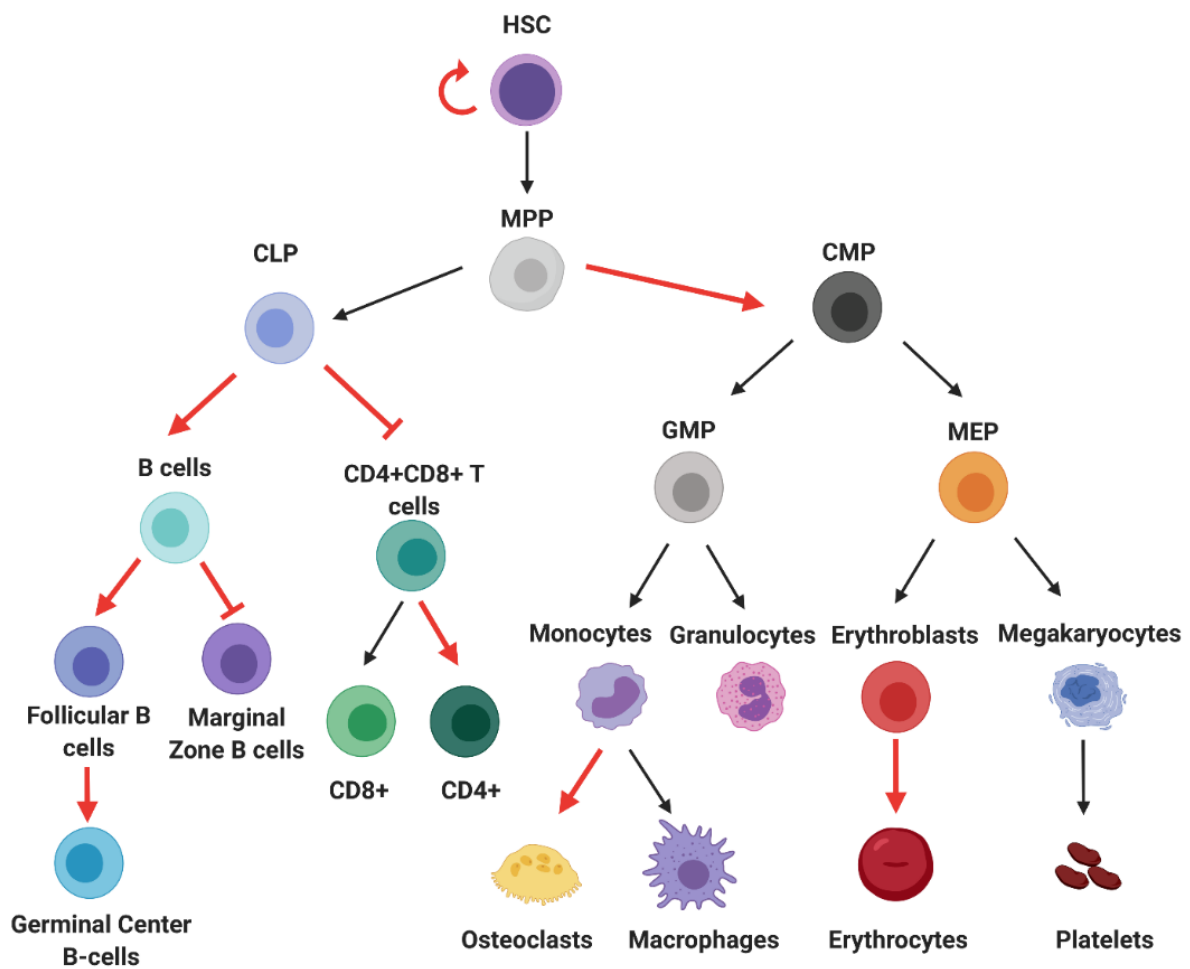 HSC
MPP
CLP
CMP
GMP
MEP
B cells
CD4+CD8+ T
cells
Monocytes
Granulocytes
Erythroblasts
Megakaryocytes
Follicular B
cells
Marginal
Zone B cells
CD8+
CD4+
Germinal Center
B-cells
Osteoclasts
Macrophages
Erythrocytes
Platelets